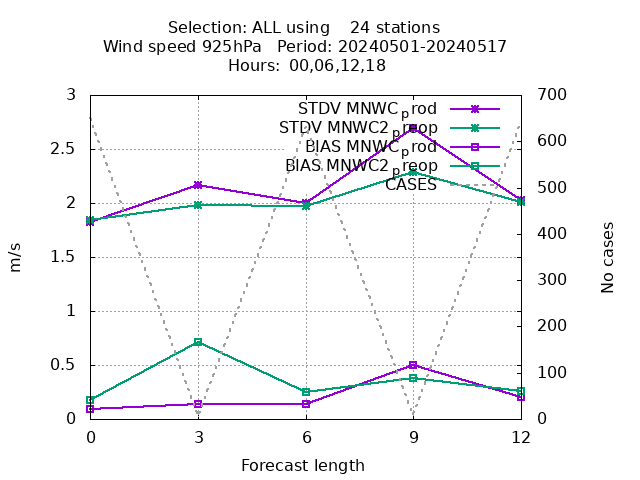 Selection: ALL using 24 stations
Wind speed 925hPa Period: 20240501-20240517
Hours: 00,06,12,18
3
2.5
2
1.5
1
0.5
0
m/s
STDV MNWC_prod
STDV MNWC2_preop
BIAS MNWC_prod
BIAS MNWC2_preop
CASES
700
600
500
400
300
200
100
0
No cases
0 3 6 9 12
Forecast length